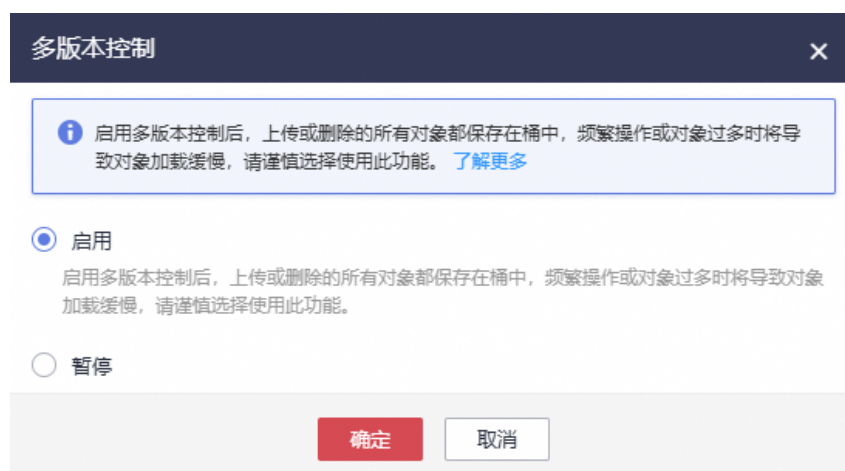 多版本控制
启用多版本控制后，上传或删除的所有对象都保存在桶中，频繁操作或对象过多时将导
致对象加载缓慢，请谨慎选择使用此功能。 了解更多
启用
启用多版本控制后，上传或删除的所有对象都保存在桶中，频繁操作或对象过多时将导致对象
加载缓慢，请谨慎选择使用此功能。
暂停
确定 取消